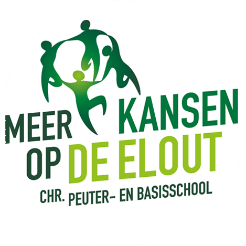 MEER KANSEN
OP DE ELOUT
CHR. PEUTER- EN BASISSCHOOL